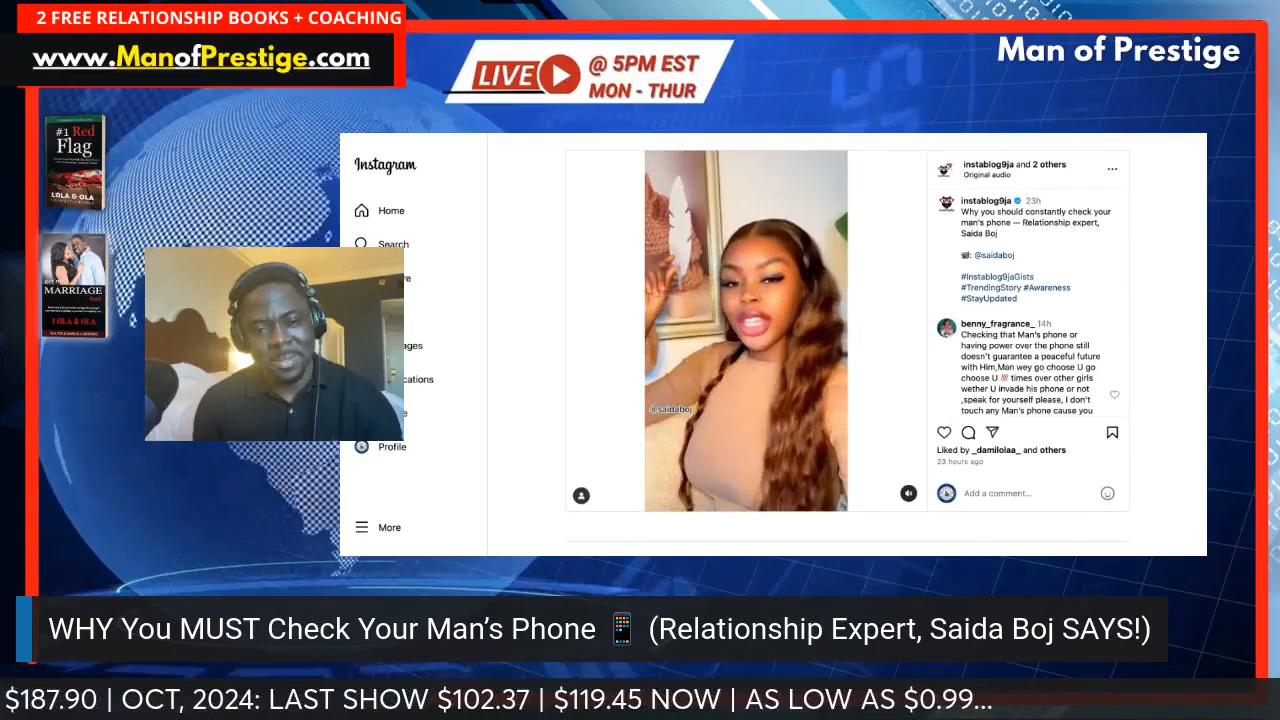 2 FREE RELATIONSHIP BOOKS + COACHING
www.ManofPrestige.com
LIVE
@ 5PM EST
MON - THUR
Man of Prestige
#1 Red
Flag
LOLA & OLA
MARRIAGE
LOLA & OLA
Instagram
Home
Search
re
ages
cations
e
Profile
More
@saidaboj
instablog9ja and 2 others
Original audio
instablog9ja 23h
Why you should constantly check your
man's phone — Relationship expert,
Saida Boj
📹: @saidaboj
#Instablog9jaGists
#TrendingStory #Awareness
#StayUpdated
benny_fragrance_ 14h
Checking that Man's phone or
having power over the phone still
doesn't guarantee a peaceful future
with Him,Man wey go choose U go
choose U 💯 times over other girls
wether U invade his phone or not
,speak for yourself please, I don't
touch any Man's phone cause you
Liked by _damilolaa_ and others
23 hours ago
Add a comment...
WHY You MUST Check Your Man's Phone 📱 (Relationship Expert, Saida Boj SAYS!)
$187.90 | OCT, 2024: LAST SHOW $102.37 | $119.45 NOW | AS LOW AS $0.99...